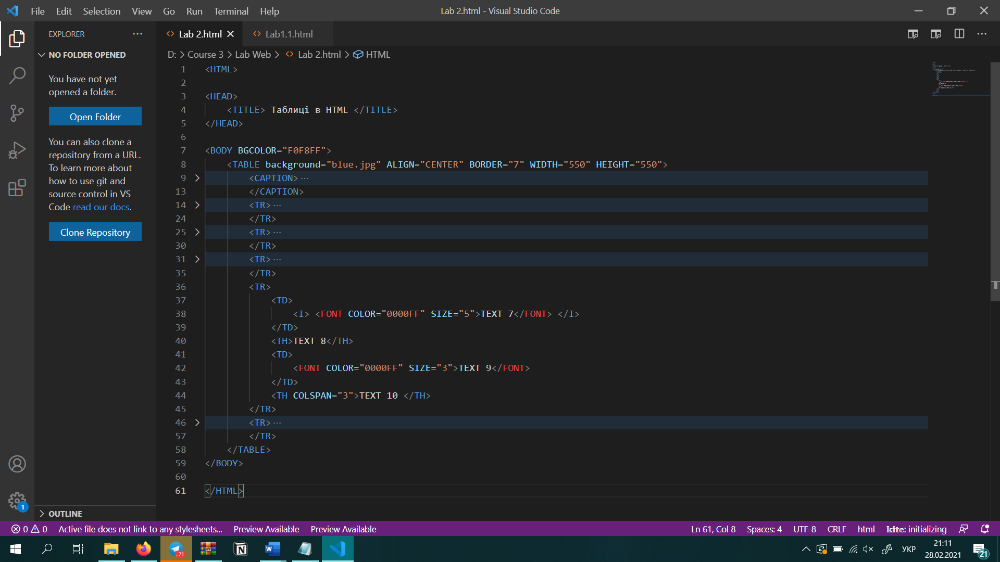 File Edit Selection View Go Run Terminal Help
Lab 2.html - Visual Studio Code
EXPLORER
NO FOLDER OPENED
You have not yet
opened a folder.
Open Folder
You can also clone a
repository from a URL.
To learn more about
how to use git and
source control in VS
Code read our docs.
Clone Repository
OUTLINE
Lab 2.html
Lab1.1.html
D: > Course 3 > Lab Web > Lab 2.html > HTML
1 <HTML>
2
3 <HEAD>
4 <TITLE> Таблиці в HTML </TITLE>
5 </HEAD>
6
7 <BODY BGCOLOR="F0F8FF">
8 <TABLE background="blue.jpg" ALIGN="CENTER" BORDER="7" WIDTH="550" HEIGHT="550">
9 <CAPTION>···
13 </CAPTION>
14 <TR>···
24 </TR>
25 <TR>···
30 </TR>
31 <TR>···
35 </TR>
36 <TR>
37 <TD>
38 <I> <FONT COLOR="0000FF" SIZE="5">TEXT 7</FONT> </I>
39 </TD>
40 <TH>TEXT 8</TH>
41 <TD>
42 <FONT COLOR="0000FF" SIZE="3">TEXT 9</FONT>
43 </TD>
44 <TH COLSPAN="3">TEXT 10 </TH>
45 </TR>
46 <TR>···
57 </TR>
58 </TABLE>
59 </BODY>
60
61 </HTML>
1
0 0 Active file does not link to any stylesheets... Preview Available Preview Available
Ln 61, Col 8 Spaces: 4 UTF-8 CRLF html kite: initializing
..71
УКР
21:11
28.02.2021
21